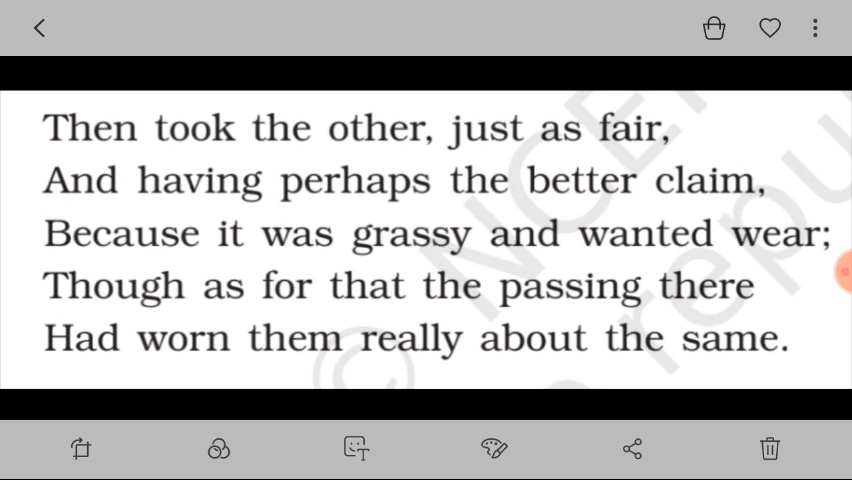 Then took the other, just as fair,
And having perhaps the better claim,
Because it was grassy and wanted wear;
Though as for that the passing there
Had worn them really about the same.